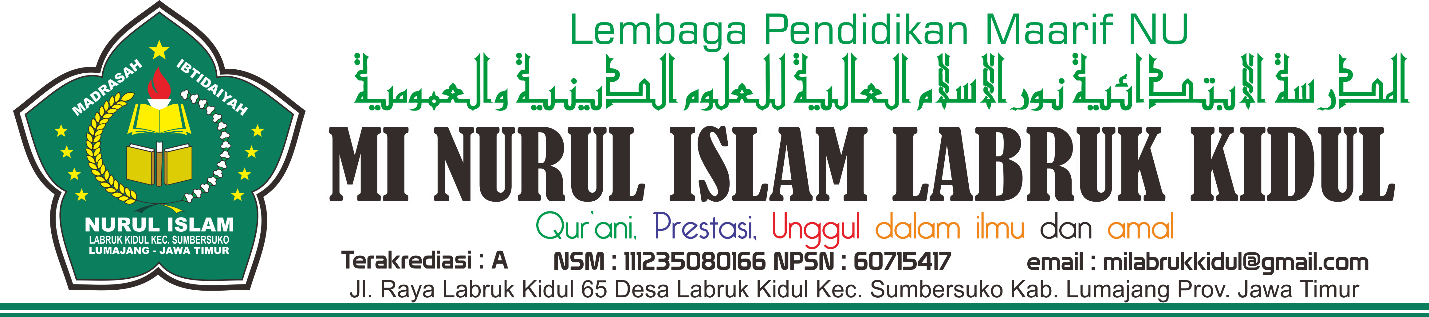 MADRASAH IBTIDAIYAH
NURUL ISLAM
LABRUK KIDUL KEC. SUMBERSUKO
LUMAJANG - JAWA TIMUR
Lembaga Pendidikan Maarif NU
المدرسة الإبتدائية نور الاسلام العالية للعلوم الدينية والعمومية
MI NURUL ISLAM LABRUK KIDUL
Qur'ani, Prestasi, Unggul dalam ilmu dan amal
Terakrediasi : A NSM : 111235080166 NPSN : 60715417 email : milabrukkidul@gmail.com
Jl. Raya Labruk Kidul 65 Desa Labruk Kidul Kec. Sumbersuko Kab. Lumajang Prov. Jawa Timur